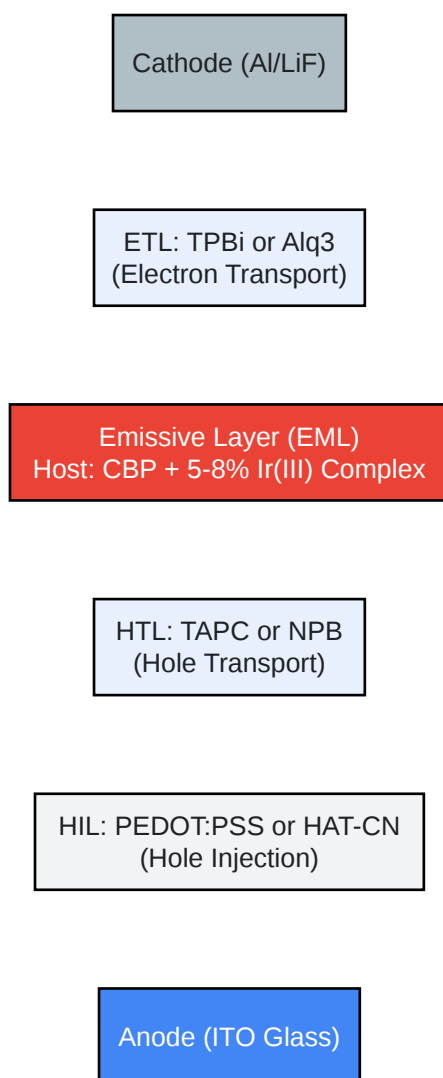 Cathode (Al/LiF)
ETL: TPBi or Alq3
(Electron Transport)
Emissive Layer (EML)
Host: CBP + 5-8% Ir(III) Complex
HTL: TAPC or NPB
(Hole Transport)
HIL: PEDOT:PSS or HAT-CN
(Hole Injection)
Anode (ITO Glass)